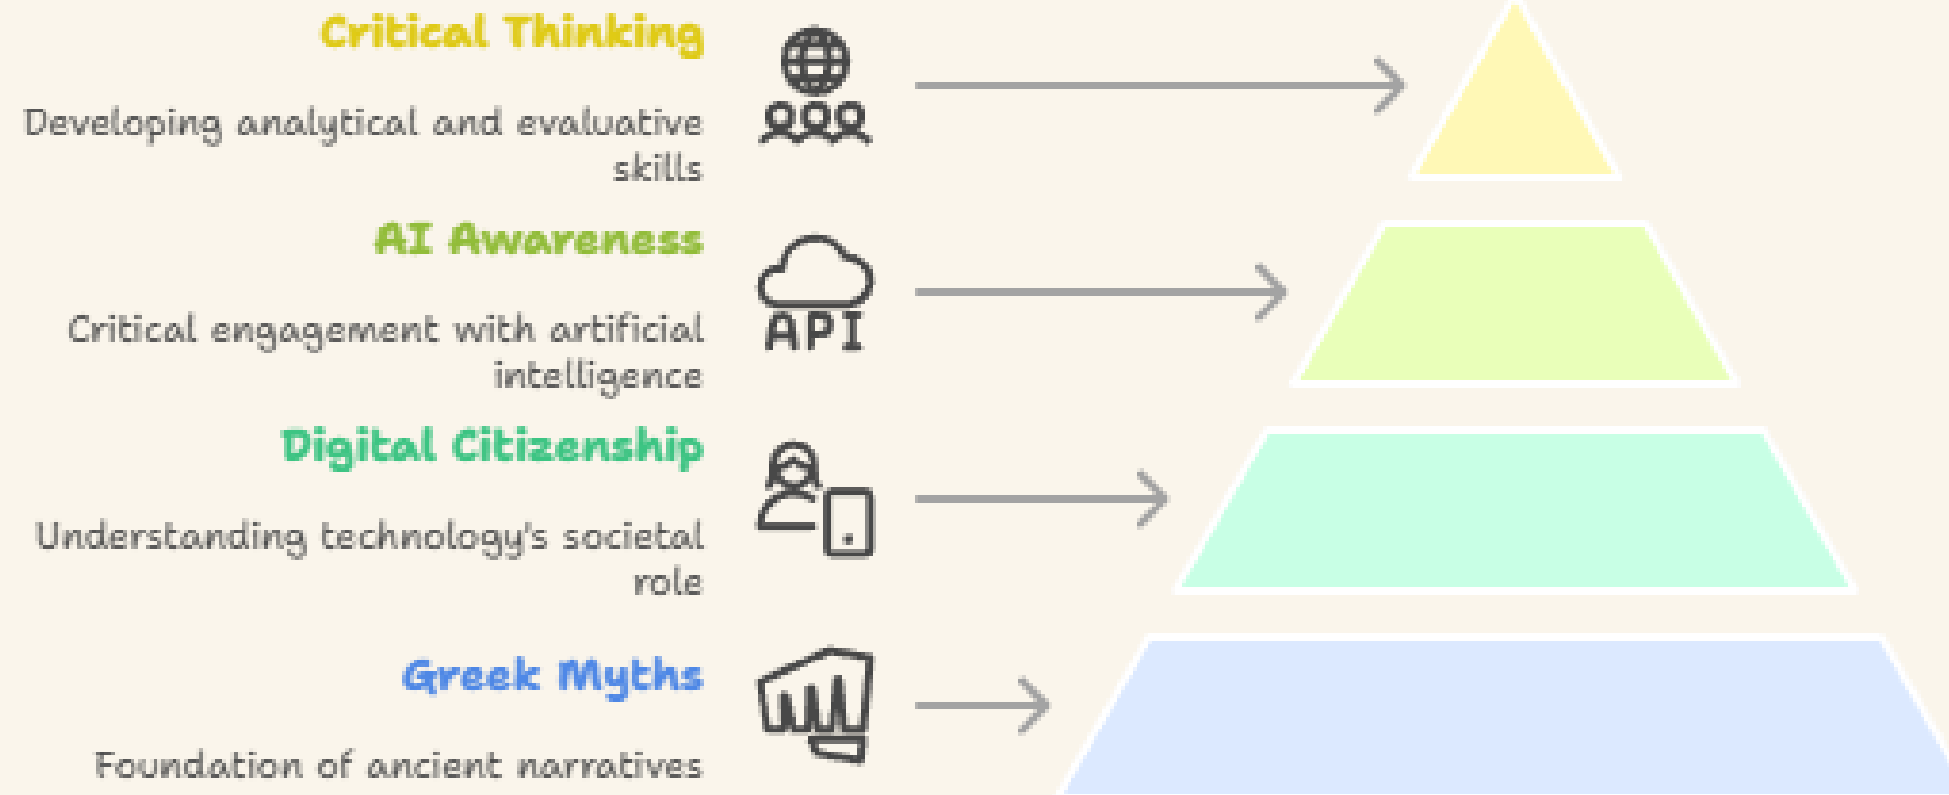 Critical Thinking
Developing analytical and evaluative
skills
AI Awareness
Critical engagement with artificial
intelligence
API
Digital Citizenship
Understanding technology's societal
role
Greek Myths
Foundation of ancient narratives